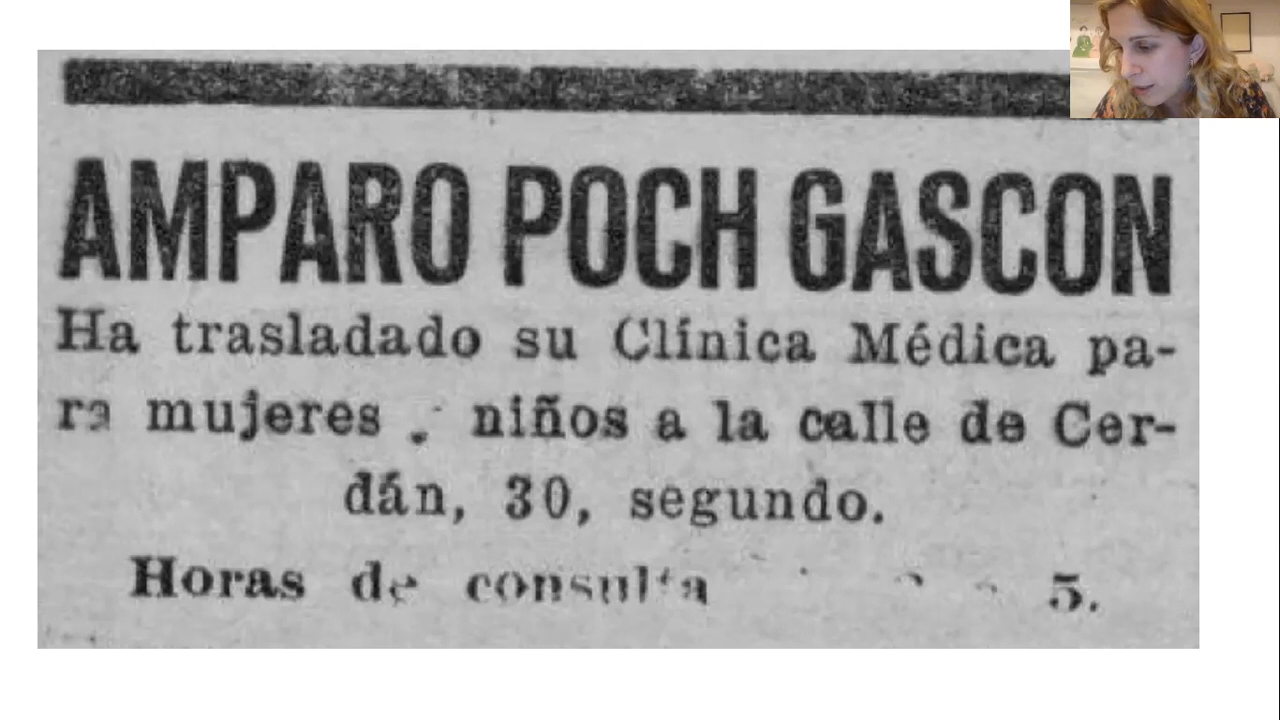 AMPARO POCH GASCON
Ha trasladado su Clínica Médica pa-
ra mujeres niños a la calle de Cer-
dán, 30, segundo.
Horas de consulta 5.